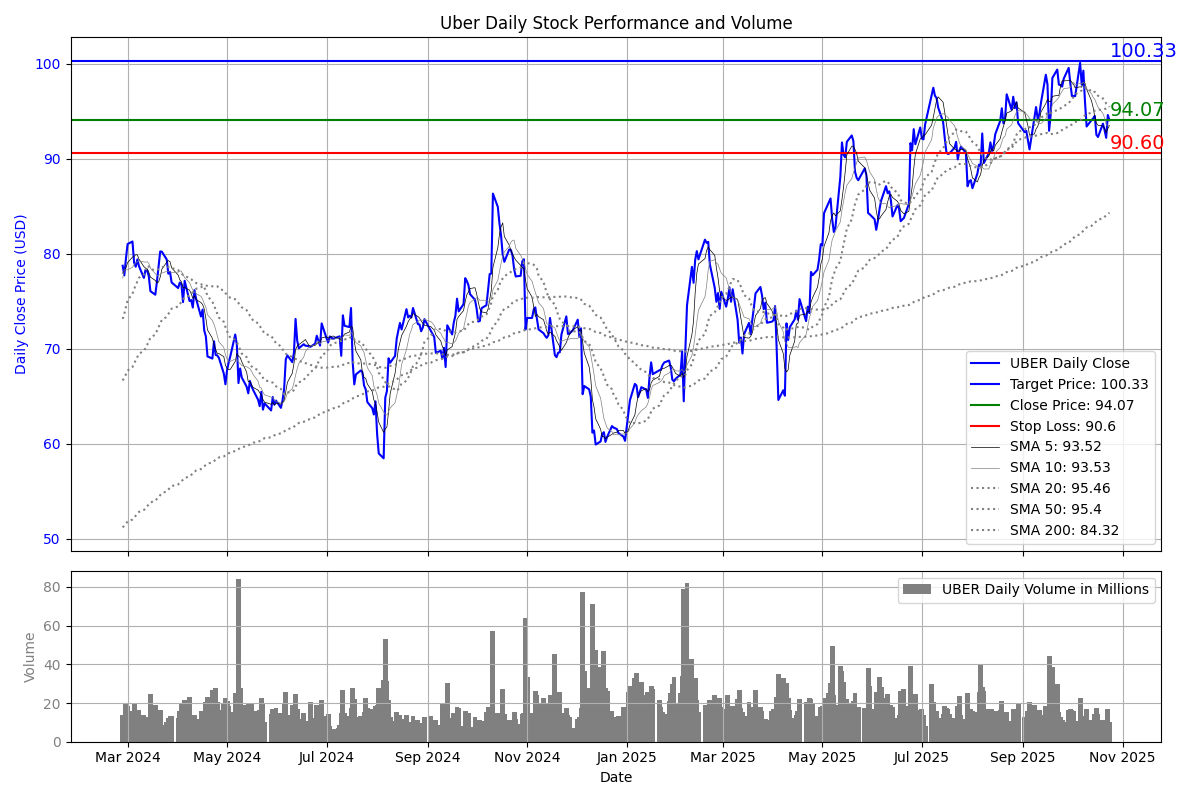 Uber Daily Stock Performance and Volume
100.33
100
94.07
90.60
90
80
70
60
50
Daily Close Price (USD)
UBER Daily Close
Target Price: 100.33
Close Price: 94.07
Stop Loss: 90.6
SMA 5: 93.52
SMA 10: 93.53
SMA 20: 95.46
SMA 50: 95.4
SMA 200: 84.32
80
60
40
20
0
Volume
UBER Daily Volume in Millions
Mar 2024 May 2024 Jul 2024 Sep 2024 Nov 2024 Jan 2025 Mar 2025 May 2025 Jul 2025 Sep 2025 Nov 2025
Date